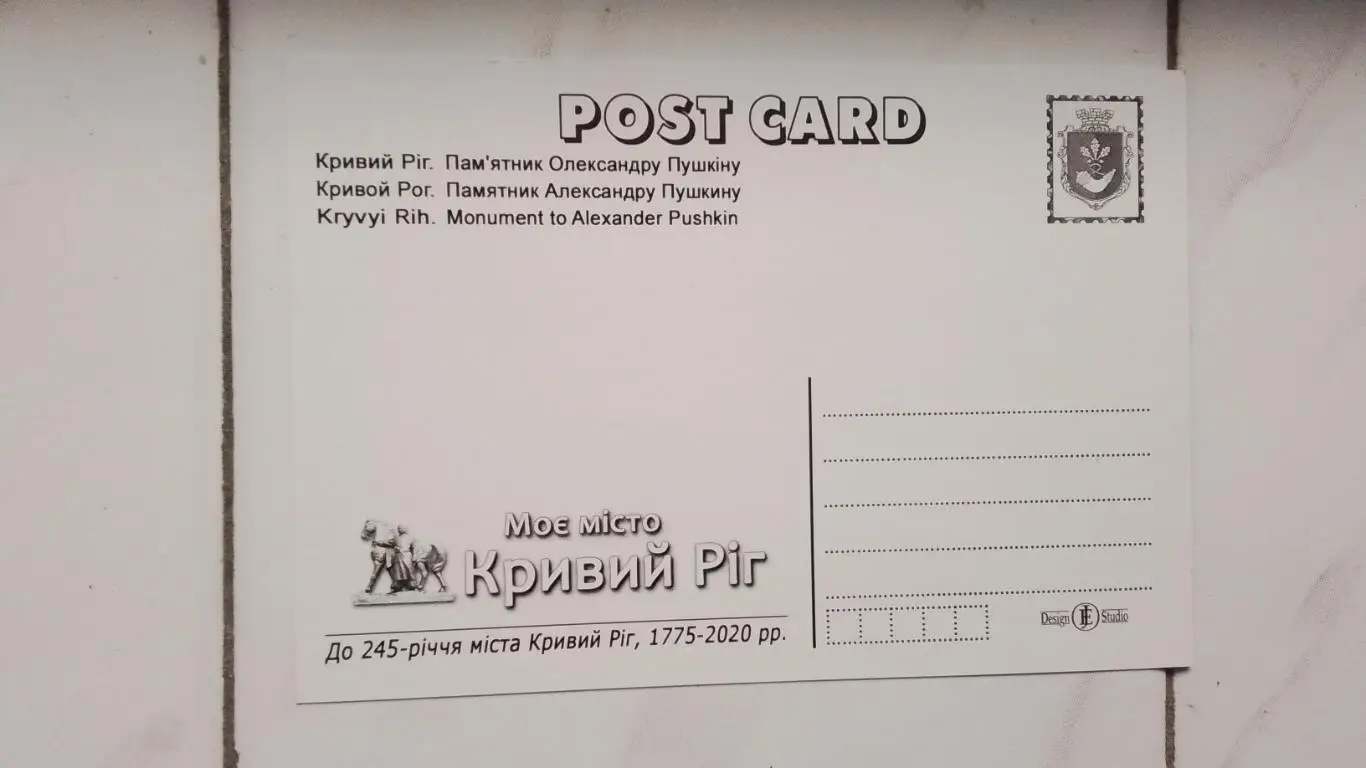 POST CARD
Кривий Ріг. Пам'ятник Олександру Пушкіну
Кривой Рог. Памятник Александру Пушкину
Kryvyi Rih. Monument to Alexander Pushkin
Моє місто
Кривий Ріг
До 245-річчя міста Кривий Ріг, 1775-2020 рр.
Design Studio